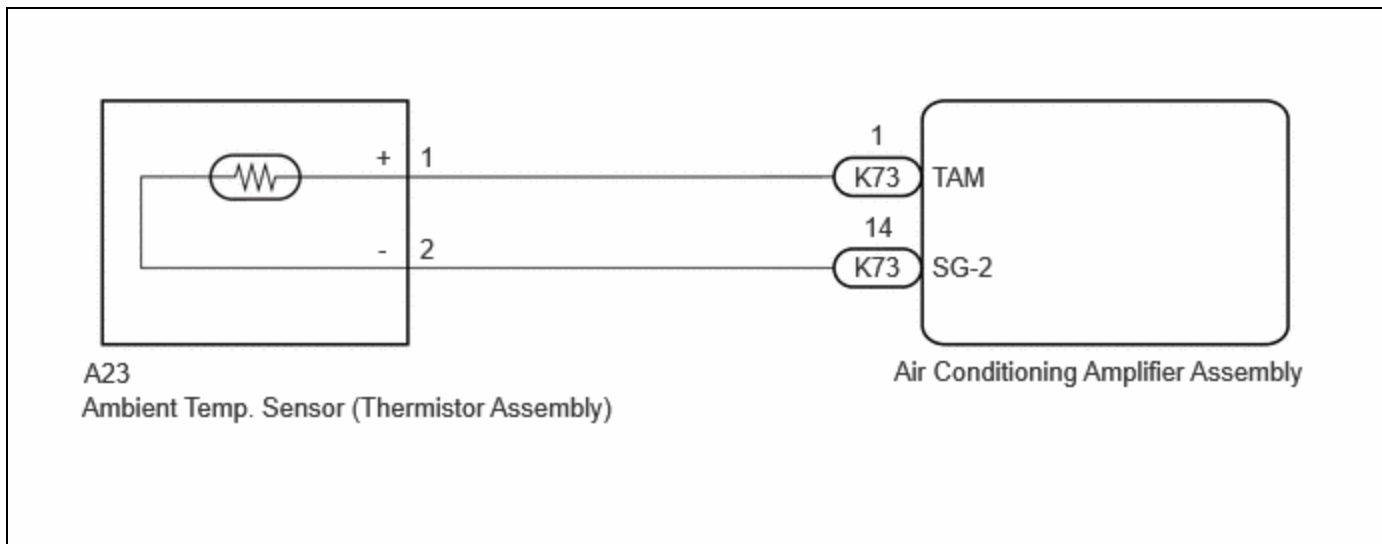 + 1
1
K73 TAM
- 2
14
K73 SG-2
A23
Ambient Temp. Sensor (Thermistor Assembly)
Air Conditioning Amplifier Assembly